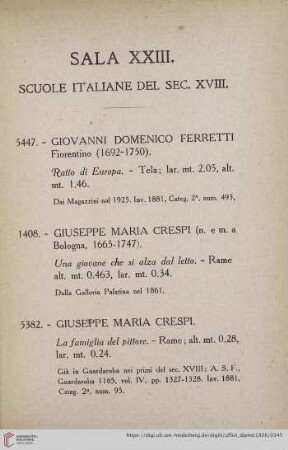 SALA XXIII.
SCUOLE ITALIANE DEL SEC. XVIII.
5447. - GIOVANNI DOMENICO FERRETTI
Fiorentino (1692-1750).
Ratto di Europa. - Tela; lar. mt. 2.05, alt.
mt. 1.46.
Dai Magazzini nel 1925. Inv. 1881, Categ. 2ª, num. 495.
1408. - GIUSEPPE MARIA CRESPI (n. e m. a
Bologna, 1665-1747).
Una giovane che si alza dal letto. - Rame
alt. mt. 0.463, lar. mt. 0.34.
Dalla Galleria Palatina nel 1861.
5382. - GIUSEPPE MARIA CRESPI.
La famiglia del pittore. - Rame; alt. mt. 0.28,
lar. mt. 0.24.
Già in Guardaroba nei primi del sec. XVIII; A. S. F.,
Guardaroba 1185, vol. IV, pp. 1327-1328. Inv. 1881,
Categ. 2ª, num. 95.
https://digi.ub.uni-heidelberg.de/diglit/uffizi_dipinti1926/0345